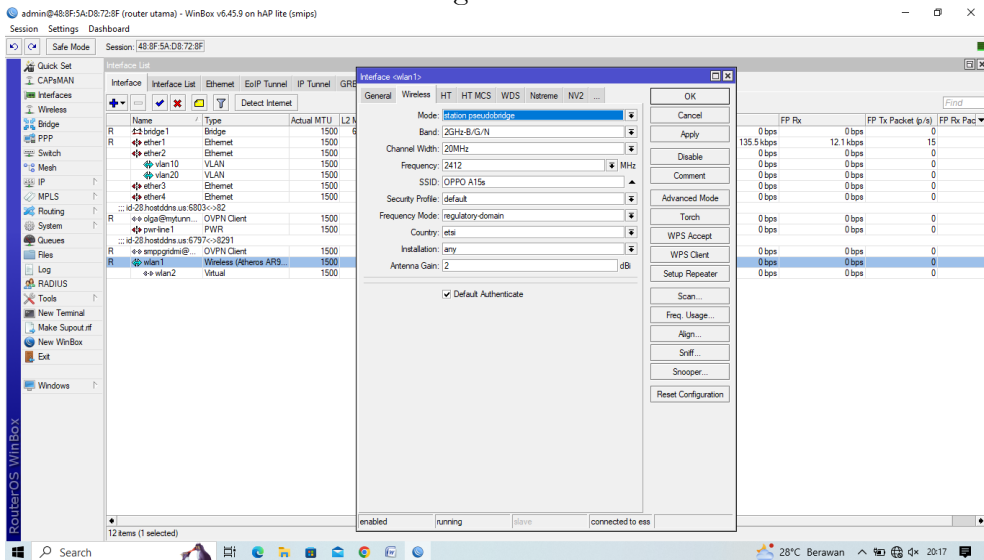 admin@48:8F:5A:D8:72:8F (router utama) - WinBox v6.45.9 on hAP lite (smips)
Session Settings Dashboard
Safe Mode Session: 48:8F:5A:D8:72:8F
Quick Set
CAPsMAN
Interfaces
Wireless
Bridge
PPP
Switch
Mesh
IP
MPLS
Routing
System
Queues
Files
Log
RADIUS
Tools
New Terminal
Make Supout.rif
New WinBox
Exit
Windows
RouterOS WinBox
Interface List
Interface Interface List Ethernet EoIP Tunnel IP Tunnel GRE
Detect Internet Find
Name Type Actual MTU L2 M FP Rx FP Tx Packet (p/s) FP Rx Pac
R bridge1 Bridge 1500 6 0 bps 0 bps 0
R ether1 Ethernet 1500 135.5 kbps 12.1 kbps 15
ether2 Ethernet 1500 0 bps 0 bps 0
vlan10 VLAN 1500 0 bps 0 bps 0
vlan20 VLAN 1500 0 bps 0 bps 0
ether3 Ethernet 1500 0 bps 0 bps 0
ether4 Ethernet 1500 0 bps 0 bps 0
::: id-28.hostddns.us:6803<->82
R olga@mytunn... OVPN Client 1500 0 bps 0 bps 0
pwr-line1 PWR 1500 0 bps 0 bps 0
::: id-28.hostddns.us:6797<->8291
R smppgridmi@... OVPN Client 1500 0 bps 0 bps 0
R wlan1 Wireless (Atheros AR9... 1500 0 bps 0 bps 0
wlan2 Virtual 1500 0 bps 0 bps 0
12 items (1 selected)
Interface <wlan1>
General Wireless HT HT MCS WDS Nstreme NV2 ...
Mode: station pseudobridge
Band: 2GHz-B/G/N
Channel Width: 20MHz
Frequency: 2412 MHz
SSID: OPPO A15s
Security Profile: default
Frequency Mode: regulatory-domain
Country: etsi
Installation: any
Antenna Gain: 2 dBi
Default Authenticate
OK
Cancel
Apply
Disable
Comment
Advanced Mode
Torch
WPS Accept
WPS Client
Setup Repeater
Scan...
Freq. Usage...
Align...
Sniff...
Snooper...
Reset Configuration
enabled running slave connected to ess
Search 28°C Berawan 20:17